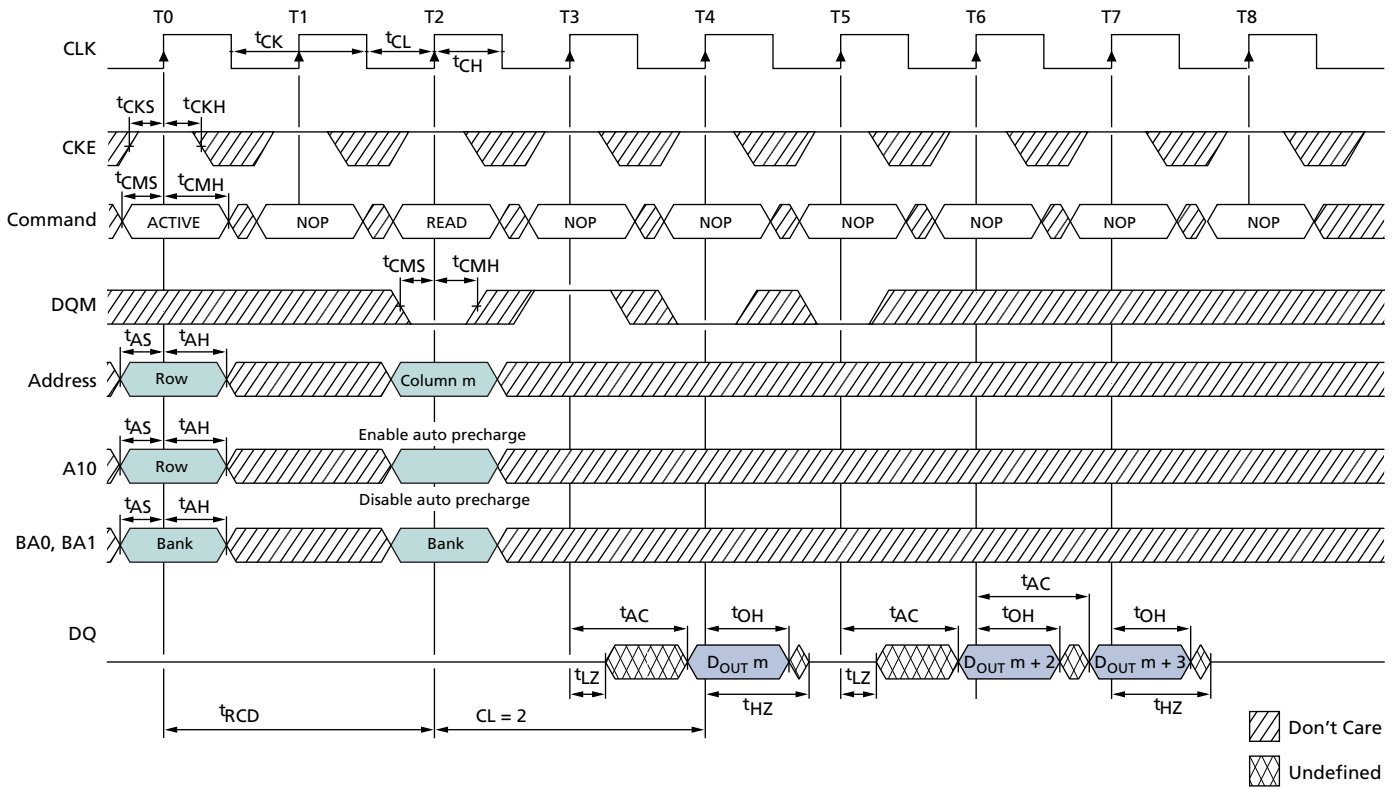 T0 T1 T2 T3 T4 T5 T6 T7 T8
CLK
tCK tCL
tCH
tCKS tCKH
CKE
tCMS tCMH
Command ACTIVE NOP READ NOP NOP NOP NOP NOP NOP
tCMS tCMH
DQM
tAS tAH
Address Row Column m
tAS tAH Enable auto precharge
A10 Row
tAS tAH Disable auto precharge
BA0, BA1 Bank Bank
tAC
tAC tOH tAC tOH tOH
DQ
DOUT m DOUT m + 2 DOUT m + 3
tLZ tLZ
tHZ tHZ
tRCD CL = 2
Don't Care
Undefined